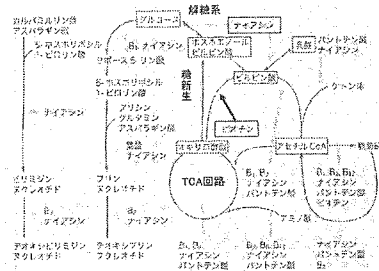 解糖系
カルバミルリン酸
アスパラギン酸
グルコース
ナイアシン
5-ホスホリボシル
1-ピロリン酸
B₁ ナイアシン
ホスホエノール
ピルビン酸
乳酸
パントテン酸
ナイアシン
リボース5-リン酸
ピルビン酸
糖新生
5-ホスホリボシル
1-ピロリン酸
ケトン体
ナイアシン
グリシン
グルタミン
アスパラギン酸
ビオチン
葉酸
ナイアシン
オキサロ酢酸
アセチルCoA
脂肪酸
ピリミジン
ヌクレオチド
プリン
ヌクレオチド
TCA回路
ナイアシン
パントテン酸
ナイアシン
パントテン酸
ビオチン
B₂
ナイアシン
B₂
ナイアシン
アミノ酸
デオキシピリミジン
ヌクレオチド
デオキシプリン
ヌクレオチド
ナイアシン
パントテン酸
ナイアシン
パントテン酸
ナイアシン
パントテン酸